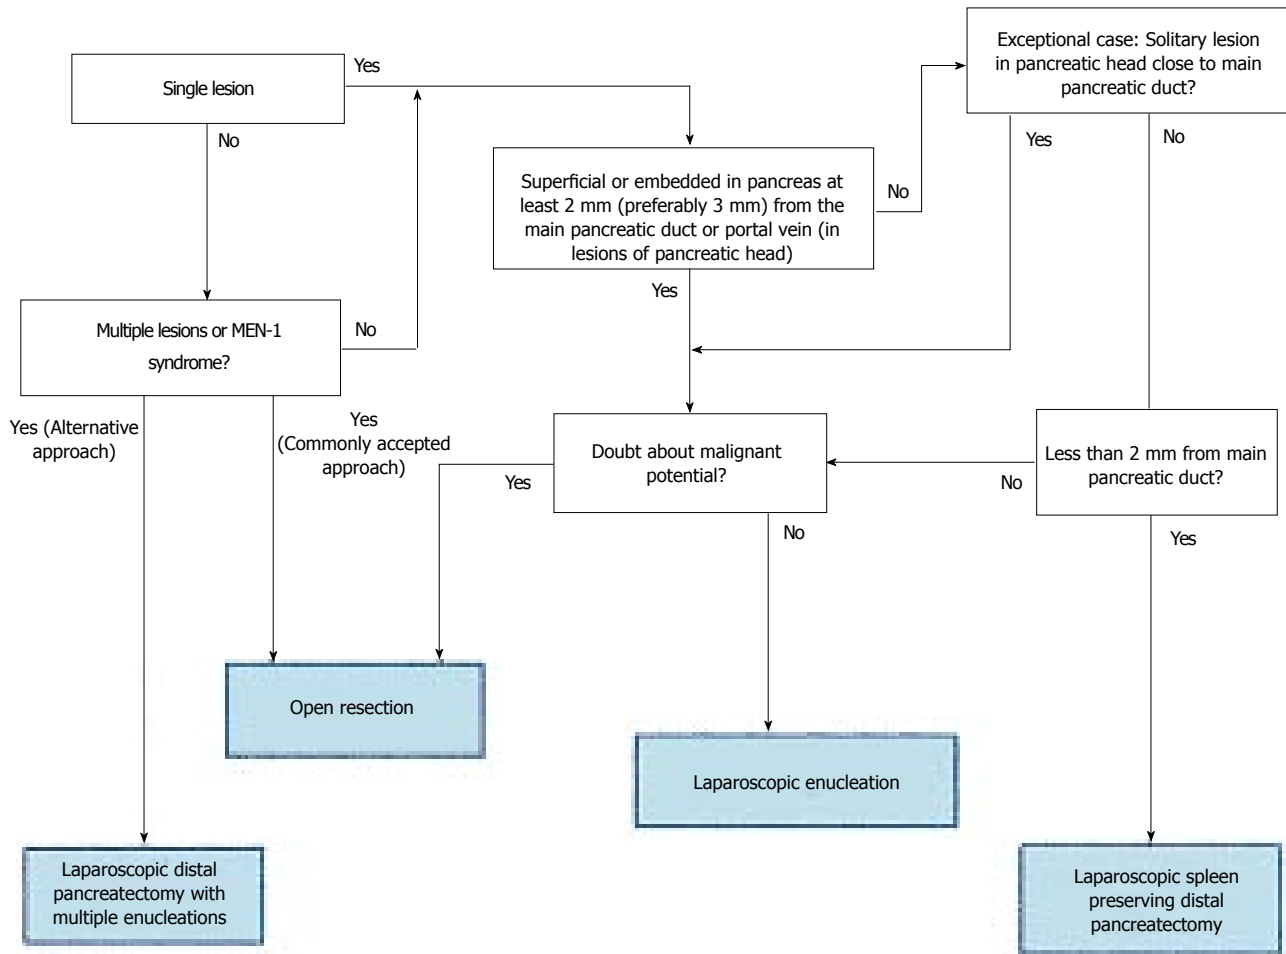 Single lesion
Yes
No
Exceptional case: Solitary lesion
in pancreatic head close to main
pancreatic duct?
Yes
No
Superficial or embedded in pancreas at
least 2 mm (preferably 3 mm) from the
main pancreatic duct or portal vein (in
lesions of pancreatic head)
No
Yes
Multiple lesions or MEN-1
syndrome?
No
Yes (Alternative
approach)
Yes
(Commonly accepted
approach)
Doubt about malignant
potential?
Yes
No
Less than 2 mm from main
pancreatic duct?
No
Yes
Open resection
Laparoscopic enucleation
Laparoscopic distal
pancreatectomy with
multiple enucleations
Laparoscopic spleen
preserving distal
pancreatectomy